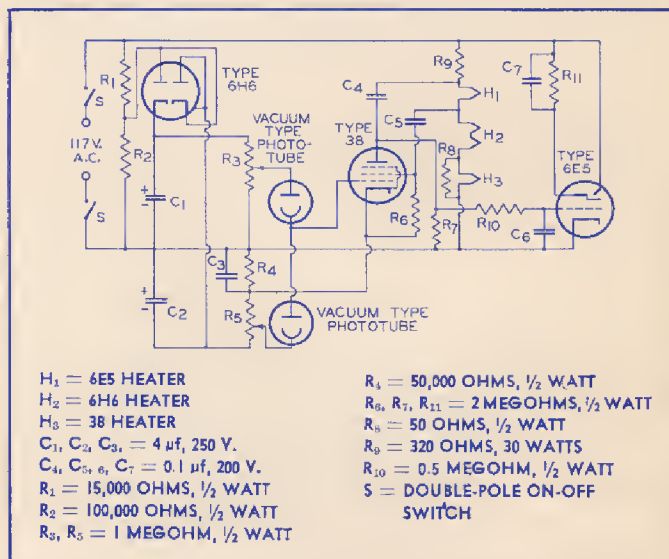 R₁
S
117 V.
A.C.
S
R₂
TYPE
6H6
C₁
C₂
VACUUM
TYPE
PHOTO-
TUBE
R₃
C₃
R₄
R₅
VACUUM TYPE
PHOTOTUBE
C₄
TYPE
38
C₅
R₆
R₇
R₈
R₉
H₁
H₂
H₃
R₁₀
C₆
C₇
R₁₁
TYPE
6E5
H₁ = 6E5 HEATER
H₂ = 6H6 HEATER
H₃ = 38 HEATER
C₁, C₂, C₃, = 4 µf, 250 V.
C₄, C₅, ₆, C₇ = 0.1 µf, 200 V.
R₁ = 15,000 OHMS, ½ WATT
R₂ = 100,000 OHMS, ½ WATT
R₃, R₅ = 1 MEGOHM, ½ WATT
R₄ = 50,000 OHMS, ½ WATT
R₆, R₇, R₁₁ = 2 MEGOHMS, ½ WATT
R₈ = 50 OHMS, ½ WATT
R₉ = 320 OHMS, 30 WATTS
R₁₀ = 0.5 MEGOHM, ½ WATT
S = DOUBLE-POLE ON-OFF
SWITCH